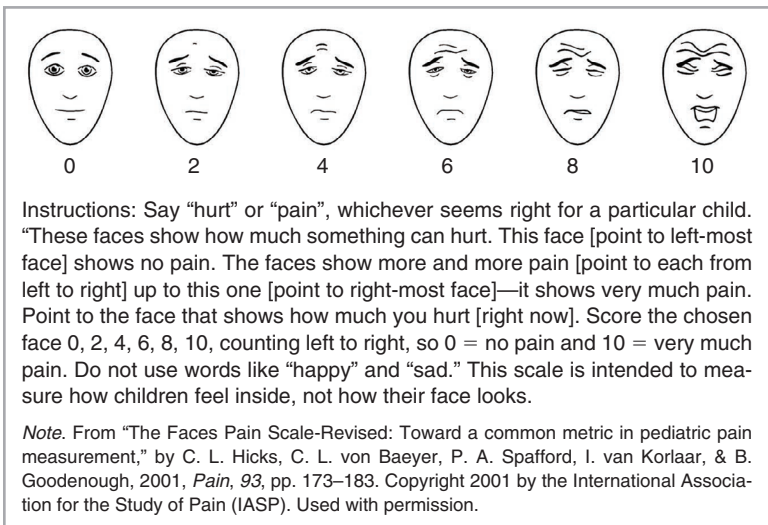 0 2 4 6 8 10
Instructions: Say “hurt” or “pain”, whichever seems right for a particular child.
“These faces show how much something can hurt. This face [point to left-most
face] shows no pain. The faces show more and more pain [point to each from
left to right] up to this one [point to right-most face]—it shows very much pain.
Point to the face that shows how much you hurt [right now]. Score the chosen
face 0, 2, 4, 6, 8, 10, counting left to right, so 0 = no pain and 10 = very much
pain. Do not use words like “happy” and “sad.” This scale is intended to mea-
sure how children feel inside, not how their face looks.
Note. From “The Faces Pain Scale-Revised: Toward a common metric in pediatric pain
measurement,” by C. L. Hicks, C. L. von Baeyer, P. A. Spafford, I. van Korlaar, & B.
Goodenough, 2001, Pain, 93, pp. 173–183. Copyright 2001 by the International Associa-
tion for the Study of Pain (IASP). Used with permission.